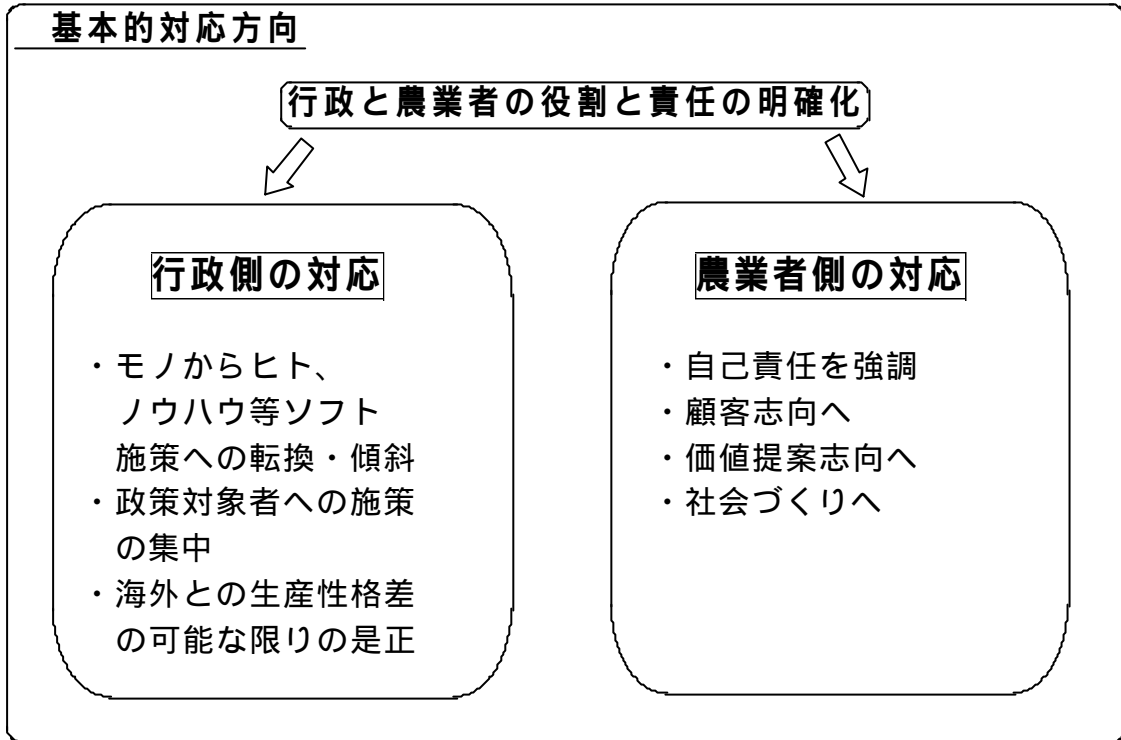 基本的対応方向
行政と農業者の役割と責任の明確化
行政側の対応
・モノからヒト、
ノウハウ等ソフト
施策への転換・傾斜
・政策対象者への施策
の集中
・海外との生産性格差
の可能な限りの是正
農業者側の対応
・自己責任を強調
・顧客志向へ
・価値提案志向へ
・社会づくりへ